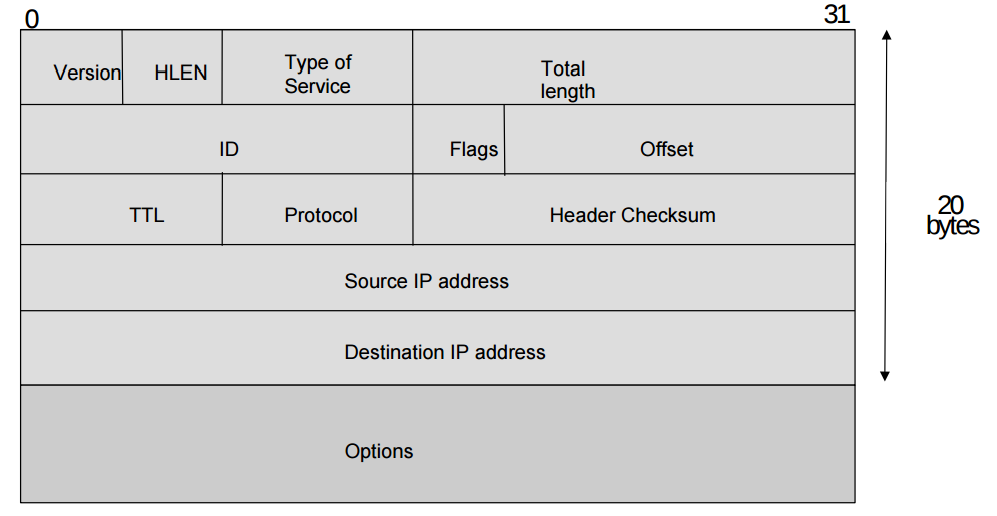 0
31
Version
HLEN
Type of
Service
Total
length
ID
Flags
Offset
TTL
Protocol
Header Checksum
20
bytes
Source IP address
Destination IP address
Options